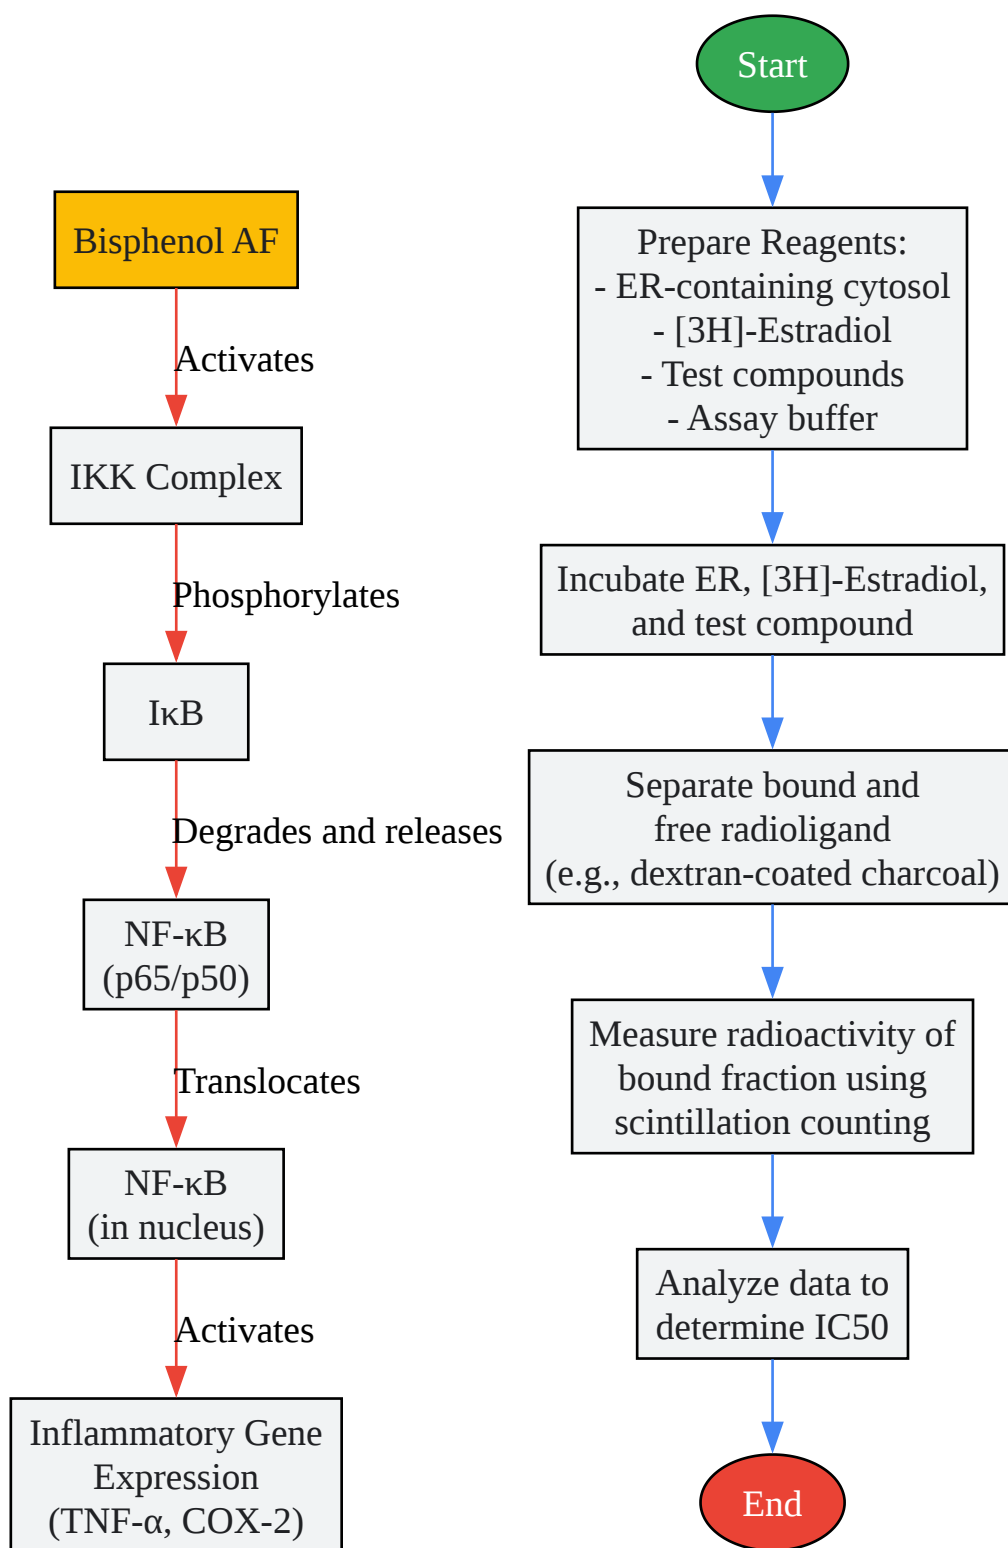 Bisphenol AF
Activates
IKK Complex
Phosphorylates
IκB
Degrades and releases
NF-κB
(p65/p50)
Translocates
NF-κB
(in nucleus)
Activates
Inflammatory Gene
Expression
(TNF-α, COX-2)
Start
Prepare Reagents:
- ER-containing cytosol
- [3H]-Estradiol
- Test compounds
- Assay buffer
Incubate ER, [3H]-Estradiol,
and test compound
Separate bound and
free radioligand
(e.g., dextran-coated charcoal)
Measure radioactivity of
bound fraction using
scintillation counting
Analyze data to
determine IC50
End